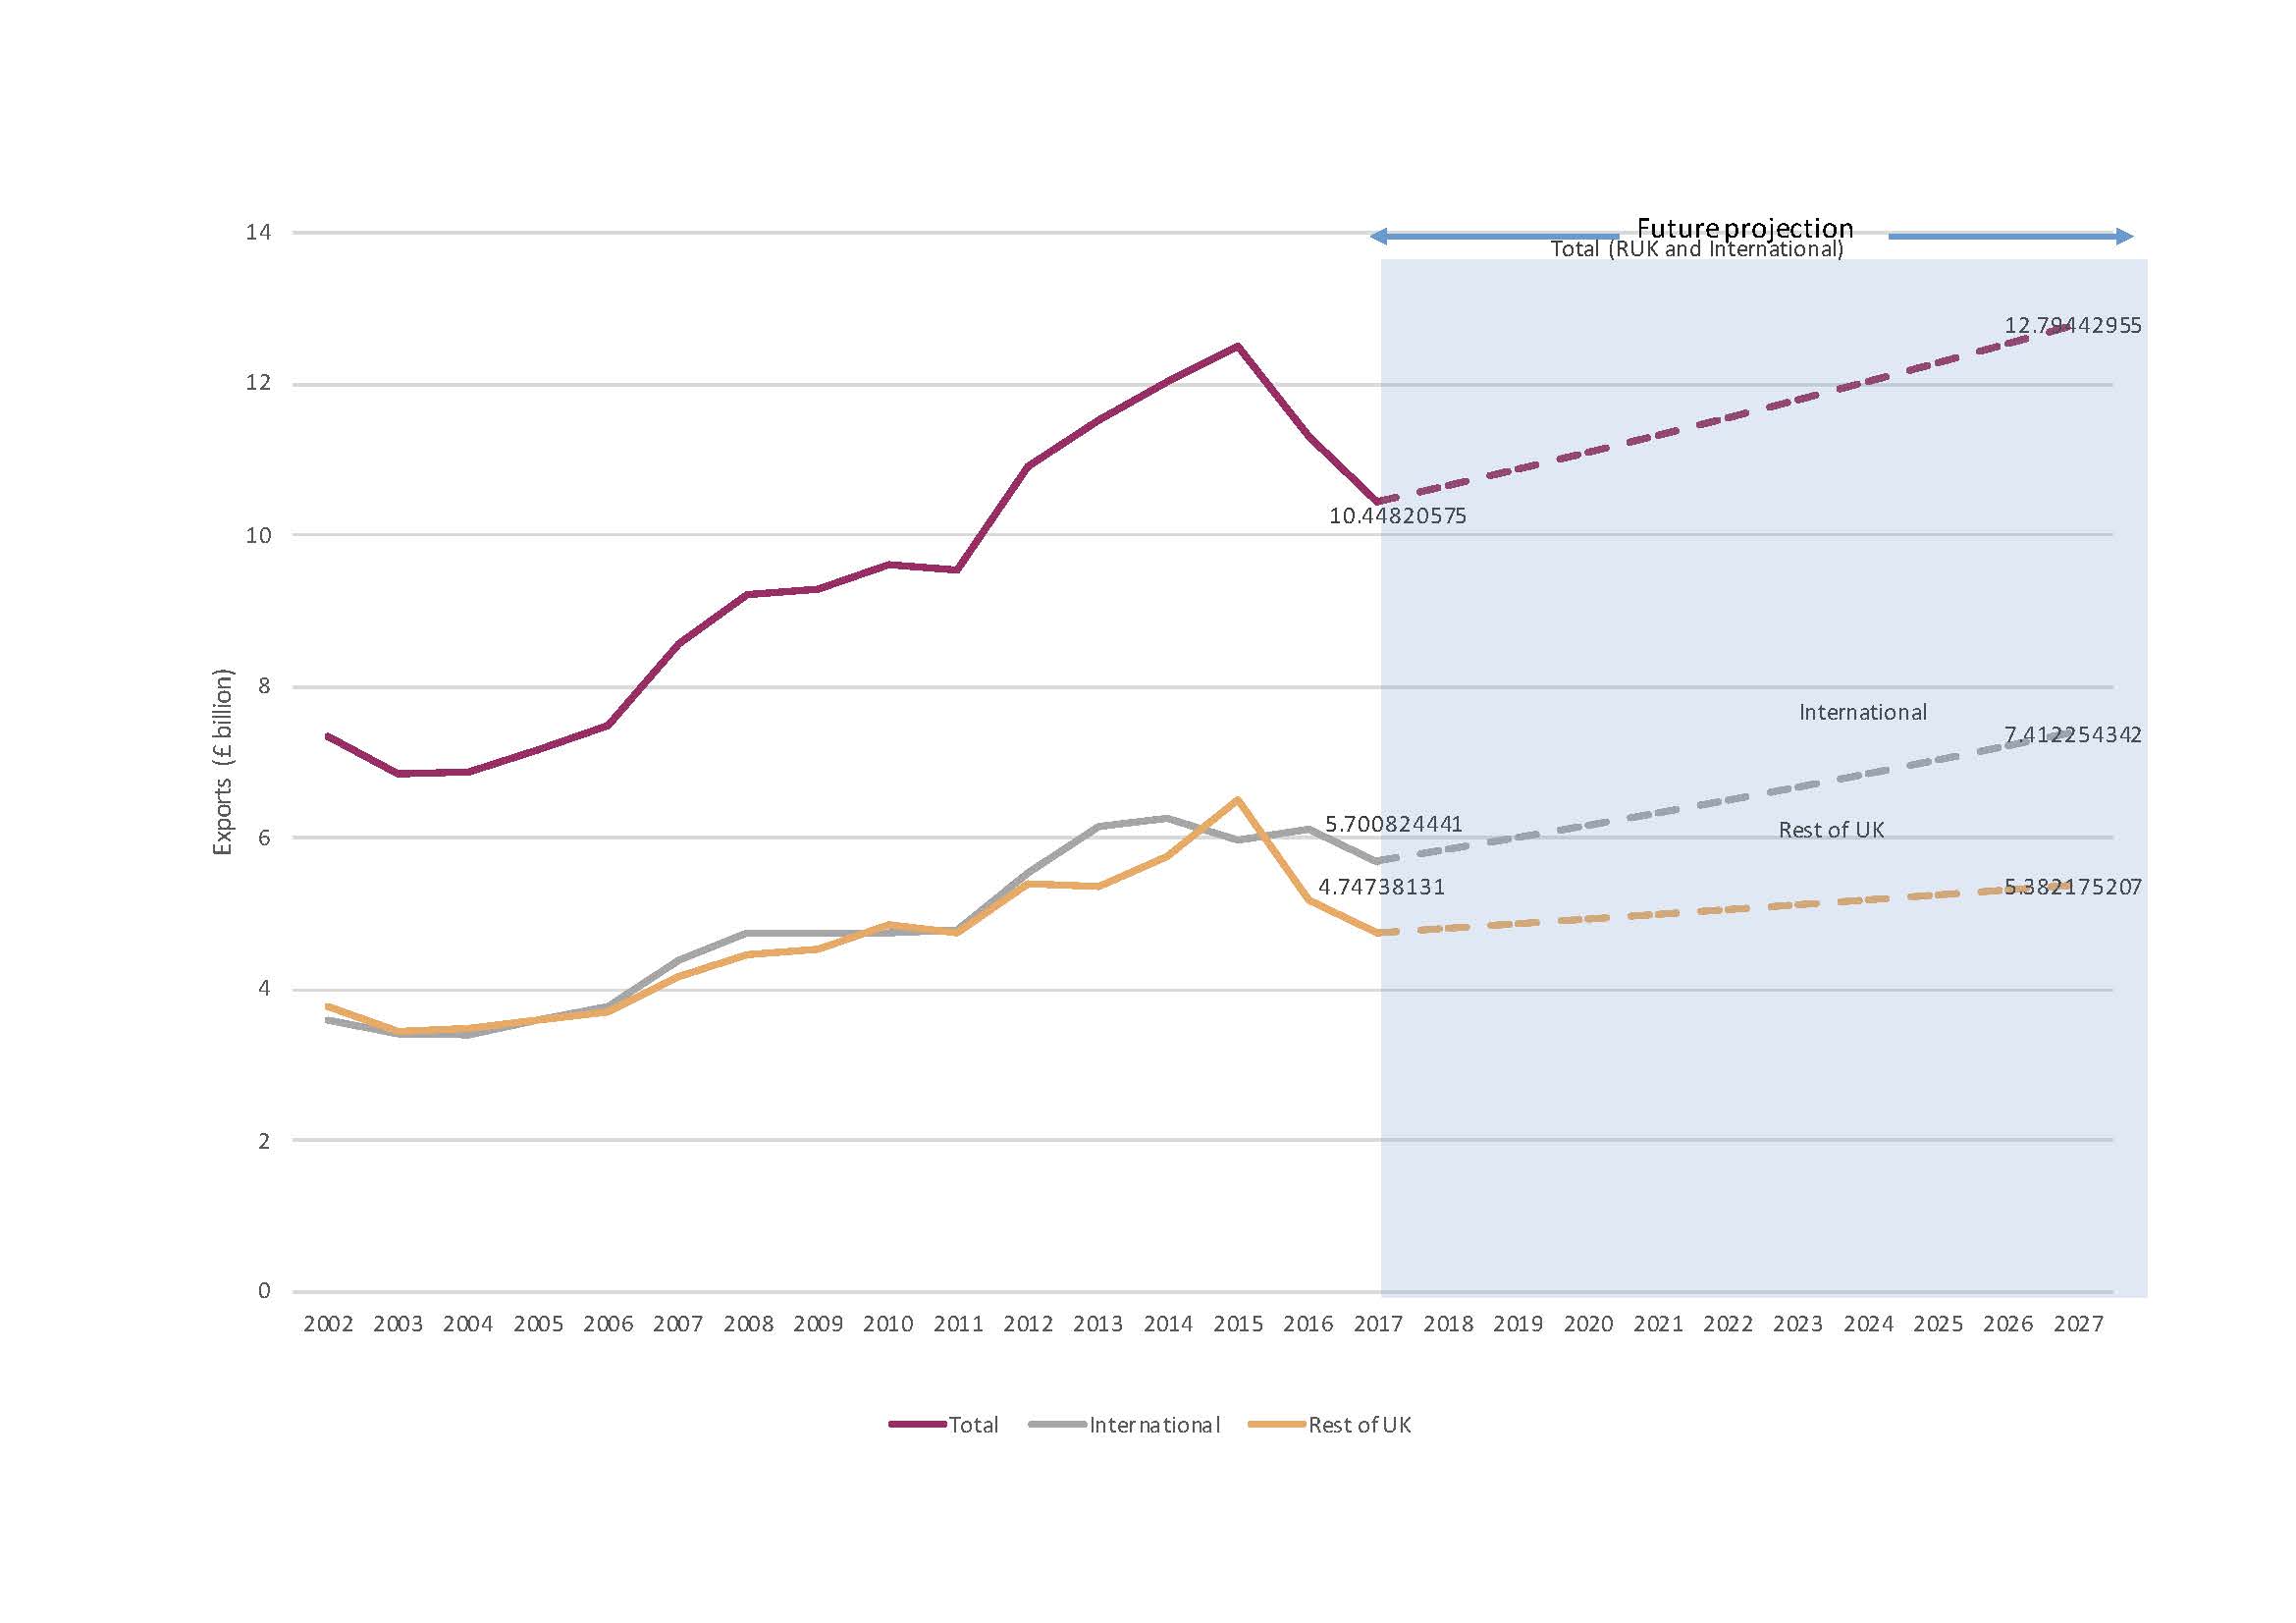 14
Future projection
Total (RUK and International)
12.79442955
12
10.44820575
10
Exports (£ billion)
8
International
7.412254342
5.700824441
Rest of UK
6
4.74738131
5.382175207
4
2
0
2002 2003 2004 2005 2006 2007 2008 2009 2010 2011 2012 2013 2014 2015 2016 2017 2018 2019 2020 2021 2022 2023 2024 2025 2026 2027
Total International Rest of UK